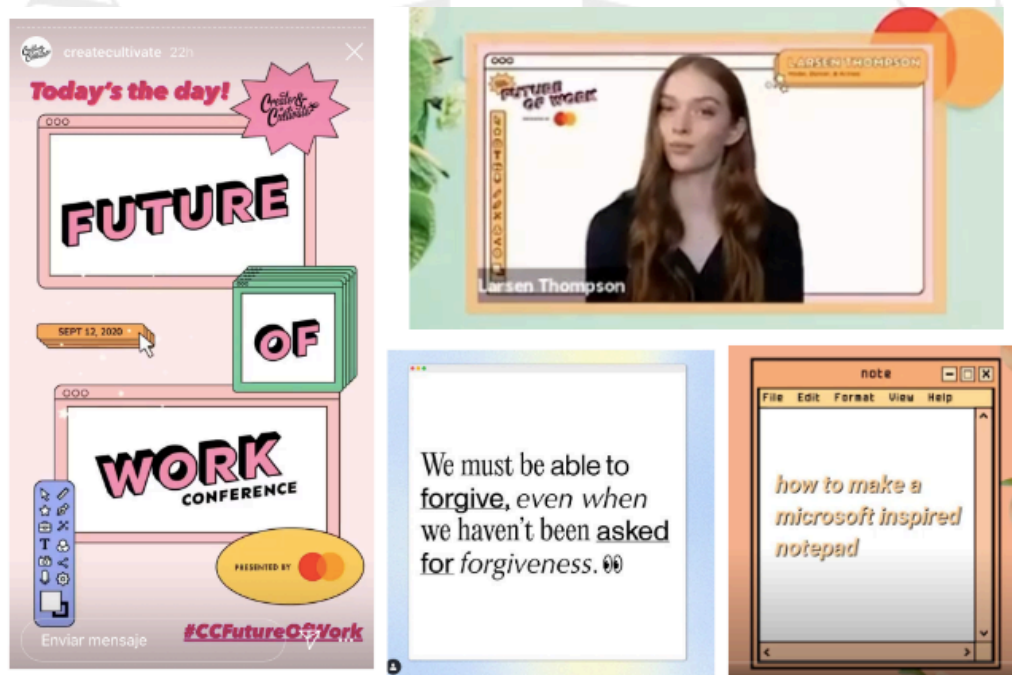 createcultivate 22h
Today's the day!
Create &
Cultivate
FUTURE
SEPT 12, 2020
OF
WORK
CONFERENCE
T
PRESENTED BY
#CCFutureOfWork
Enviar mensaje
LARSEN THOMPSON
FUTURE
OF WORK
T
Larsen Thompson
We must be able to
forgive, even when
we haven't been asked
for forgiveness. 👀
note
File Edit Format View Help
how to make a
microsoft inspired
notepad